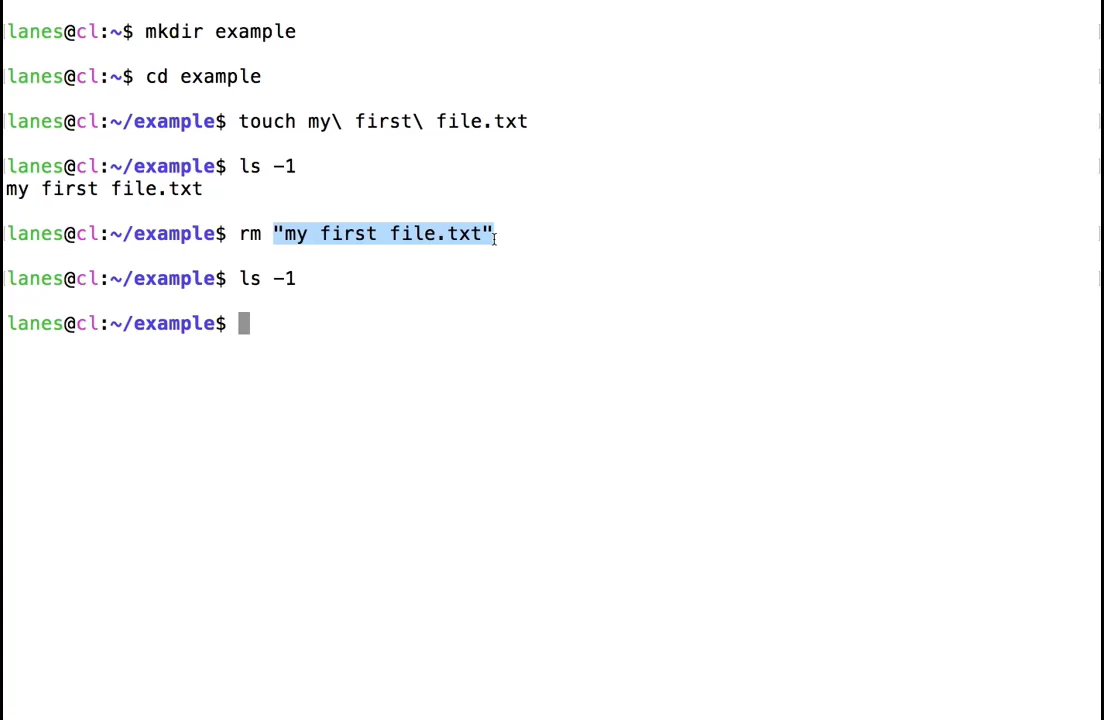 lanes@cl:~$ mkdir example
lanes@cl:~$ cd example
lanes@cl:~/example$ touch my\ first\ file.txt
lanes@cl:~/example$ ls -1
my first file.txt
lanes@cl:~/example$ rm "my first file.txt"
lanes@cl:~/example$ ls -1
lanes@cl:~/example$